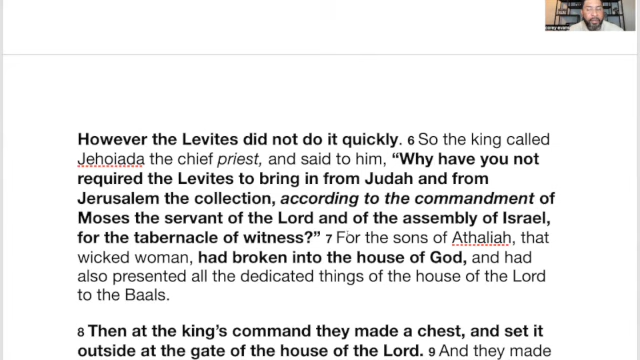 However the Levites did not do it quickly. 6 So the king called
Jehoiada the chief priest, and said to him, “Why have you not
required the Levites to bring in from Judah and from
Jerusalem the collection, according to the commandment of
Moses the servant of the Lord and of the assembly of Israel,
for the tabernacle of witness?” 7 For the sons of Athaliah, that
wicked woman, had broken into the house of God, and had
also presented all the dedicated things of the house of the Lord
to the Baals.
8 Then at the king’s command they made a chest, and set it
outside at the gate of the house of the Lord. 9 And they made